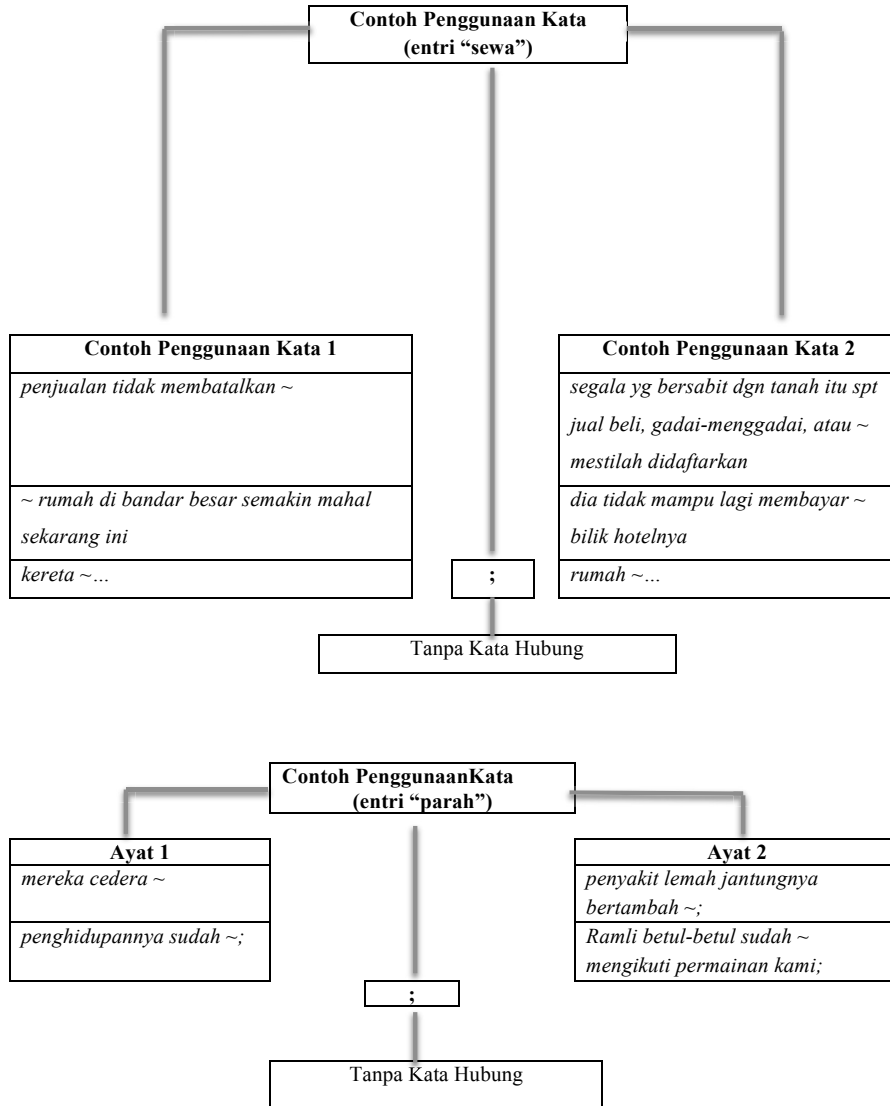 Contoh Penggunaan Kata
(entri “sewa”)
Contoh Penggunaan Kata 1
penjualan tidak membatalkan ~
~ rumah di bandar besar semakin mahal
sekarang ini
kereta ~…
;
Contoh Penggunaan Kata 2
segala yg bersabit dgn tanah itu spt
jual beli, gadai-menggadai, atau ~
mestilah didaftarkan
dia tidak mampu lagi membayar ~
bilik hotelnya
rumah ~…
Tanpa Kata Hubung
Contoh PenggunaanKata
(entri “parah”)
Ayat 1
mereka cedera ~
penghidupannya sudah ~;
Ayat 2
penyakit lemah jantungnya
bertambah ~;
Ramli betul-betul sudah ~
mengikuti permainan kami;
;
Tanpa Kata Hubung